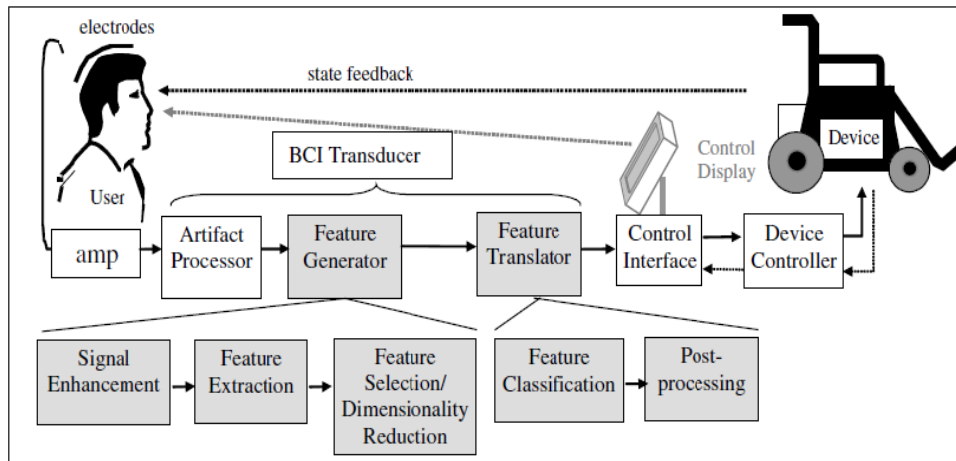 electrodes
state feedback
Device
Control
Display
BCI Transducer
User
amp
Artifact
Processor
Feature
Generator
Feature
Translator
Control
Interface
Device
Controller
Signal
Enhancement
Feature
Extraction
Feature
Selection/
Dimensionality
Reduction
Feature
Classification
Post-
processing